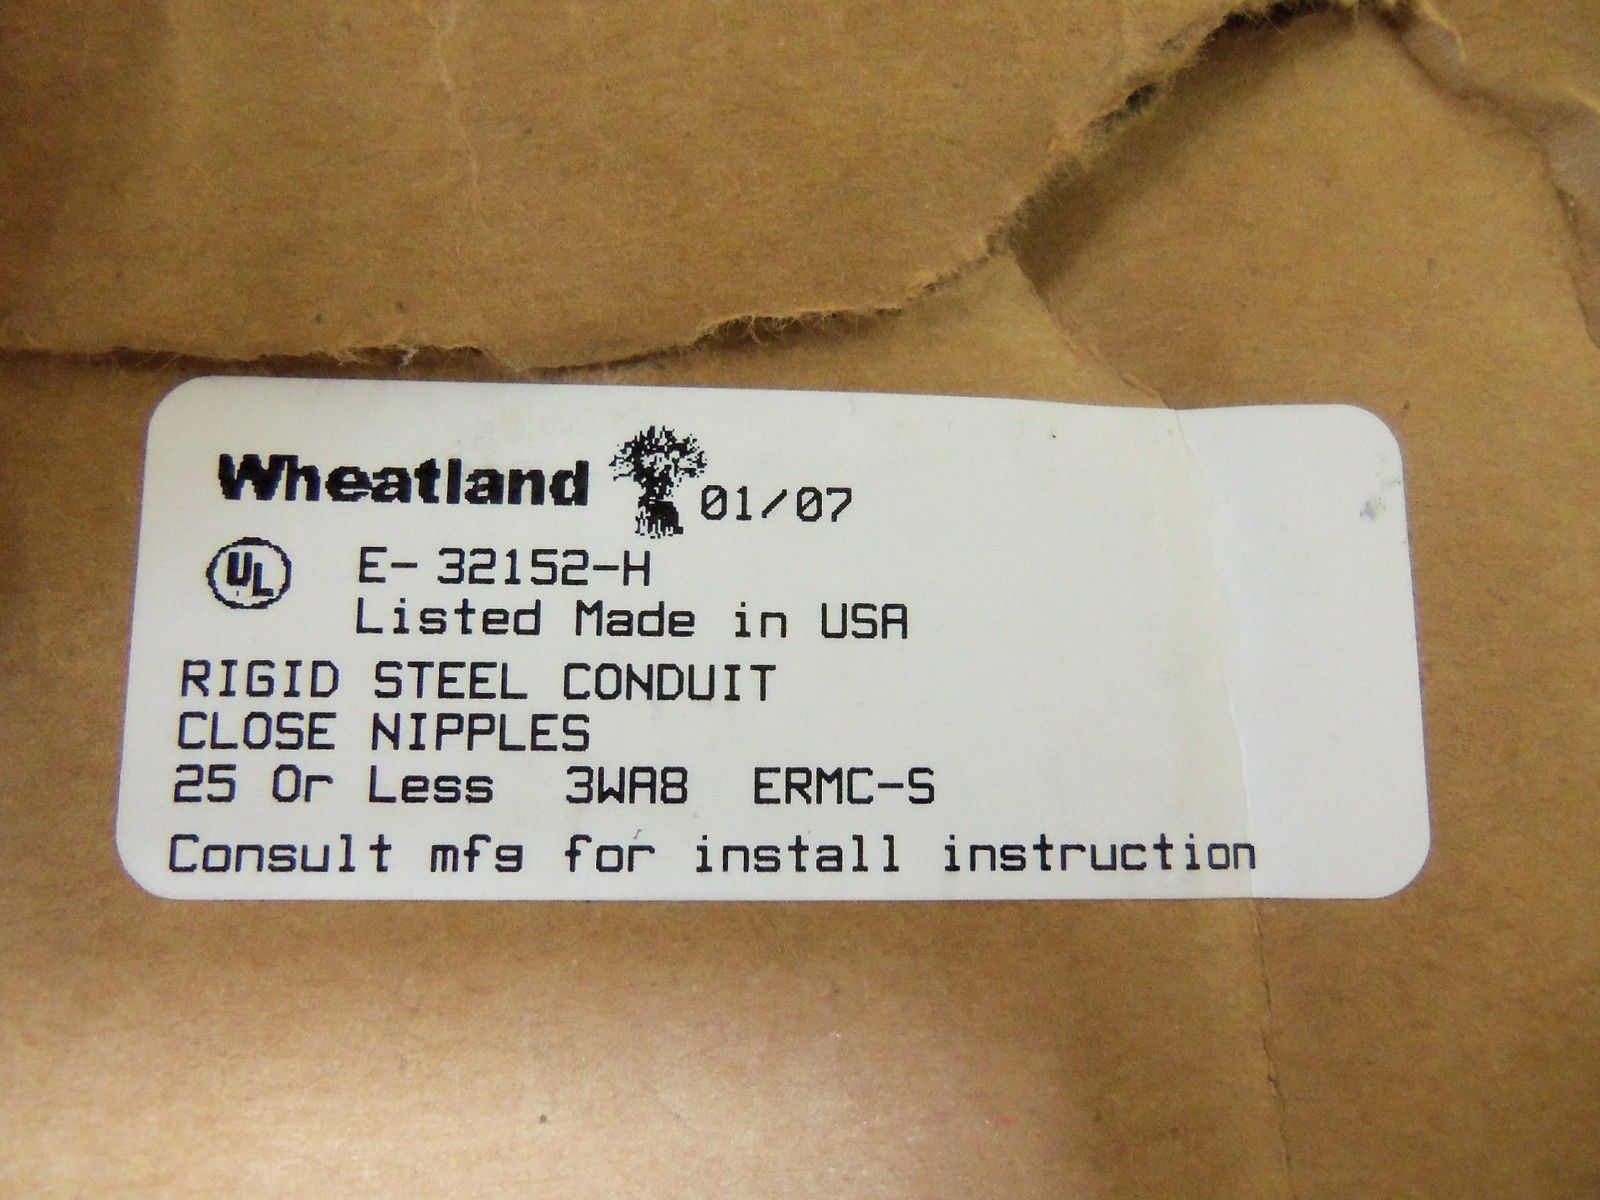 Wheatland 01/07
UL E-32152-H
Listed Made in USA
RIGID STEEL CONDUIT
CLOSE NIPPLES
25 Or Less 3WA8 ERMC-S
Consult mfg for install instruction